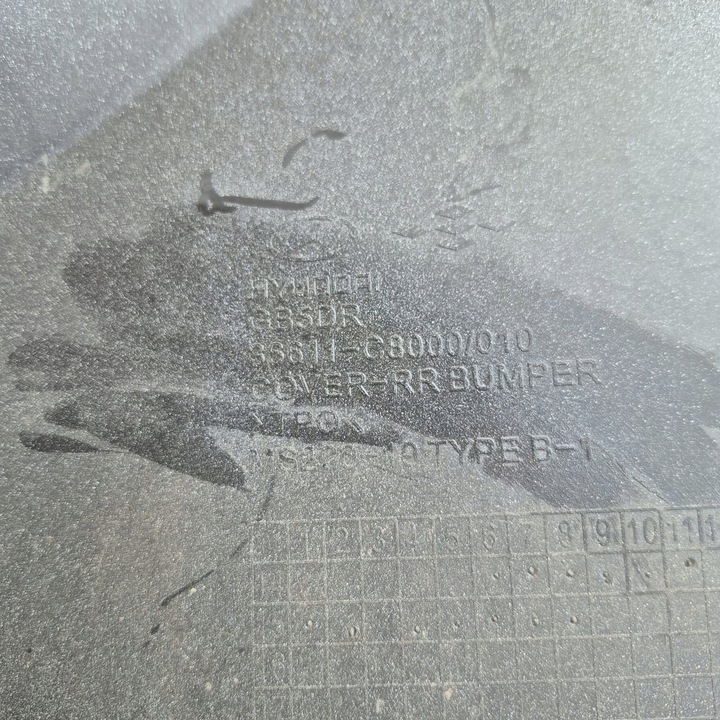 HYUNDAI
GB5DR
86611-C8000/010
COVER-RR BUMPER
TYPE B-1
1 2 3 4 5 6 7 8 9 10 11